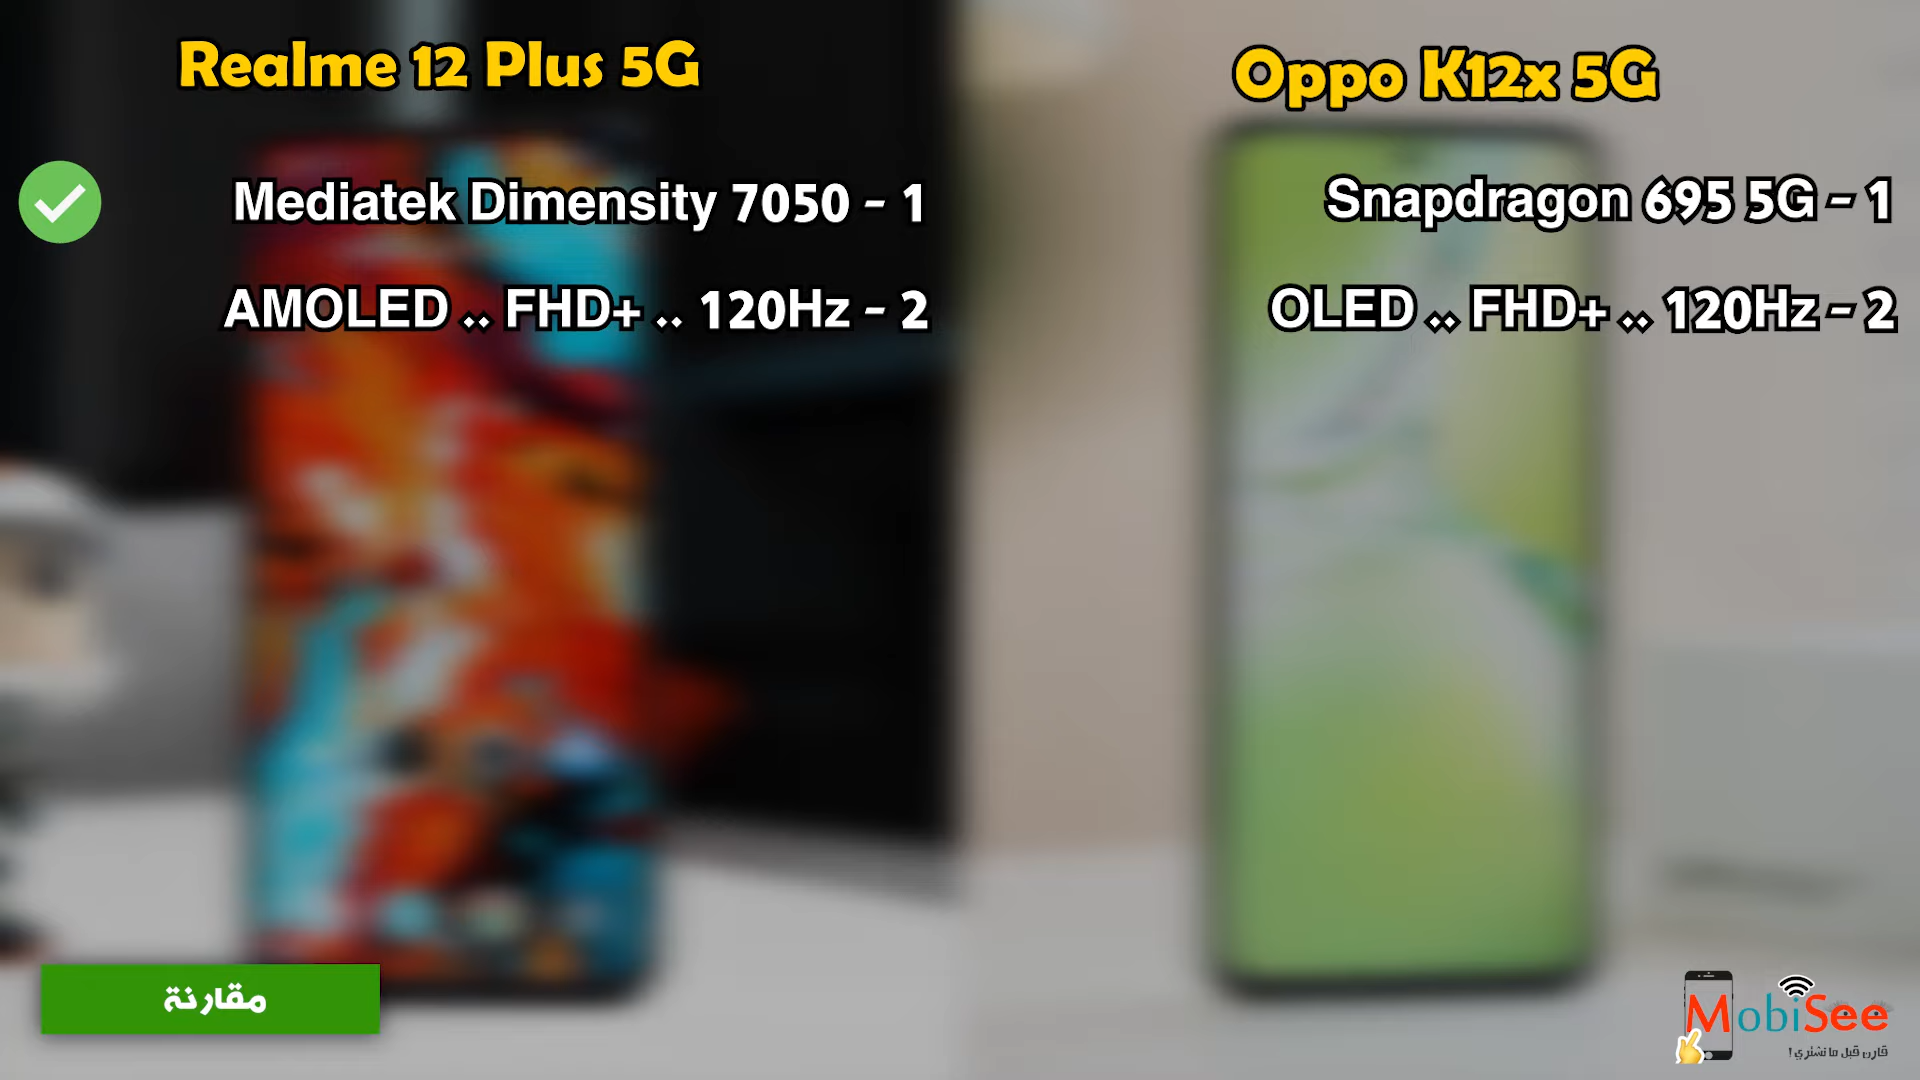 Realme 12 Plus 5G
Mediatek Dimensity 7050 - 1
AMOLED .. FHD+ .. 120Hz - 2
Oppo K12x 5G
Snapdragon 695 5G - 1
OLED .. FHD+ .. 120Hz - 2
مقارنة
MobiSee
قارن قبل ما تشتري !